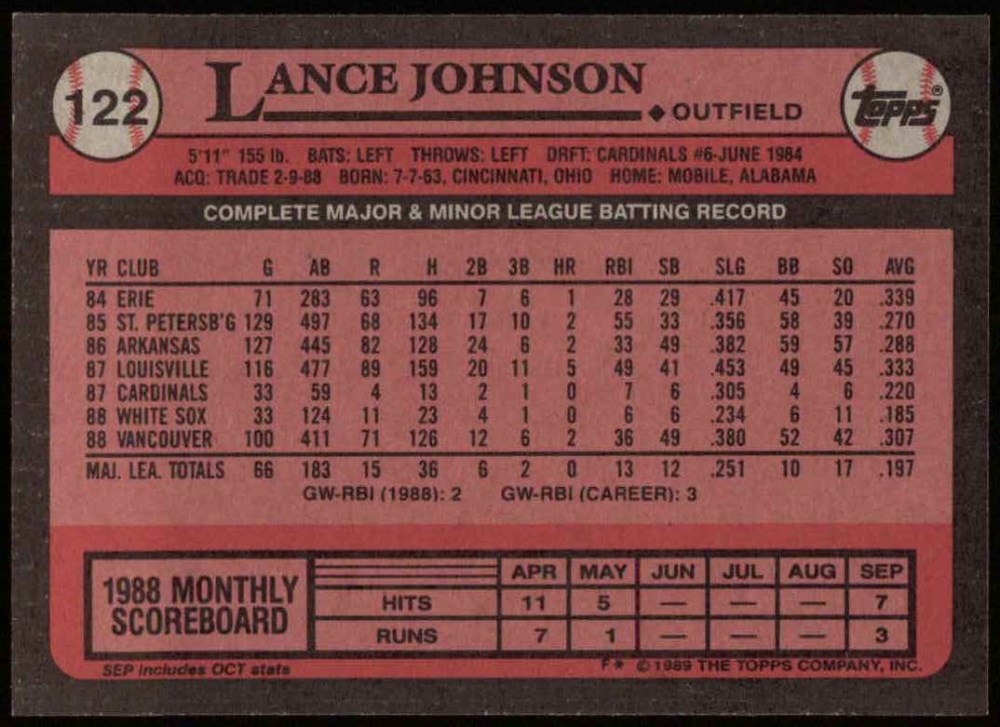 122 LANCE JOHNSON
◆ OUTFIELD
topps®
5'11" 155 lb. BATS: LEFT THROWS: LEFT DRFT: CARDINALS #6-JUNE 1984
ACQ: TRADE 2-9-88 BORN: 7-7-63, CINCINNATI, OHIO HOME: MOBILE, ALABAMA
COMPLETE MAJOR & MINOR LEAGUE BATTING RECORD
YR CLUB G AB R H 2B 3B HR RBI SB SLG BB SO AVG
84 ERIE 71 283 63 96 7 6 1 28 29 .417 45 20 .339
85 ST. PETERSB'G 129 497 68 134 17 10 2 55 33 .356 58 39 .270
86 ARKANSAS 127 445 82 128 24 6 2 33 49 .382 59 57 .288
87 LOUISVILLE 116 477 89 159 20 11 5 49 41 .453 49 45 .333
87 CARDINALS 33 59 4 13 2 1 0 7 6 .305 4 6 .220
88 WHITE SOX 33 124 11 23 4 1 0 6 6 .234 6 11 .185
88 VANCOUVER 100 411 71 126 12 6 2 36 49 .380 52 42 .307
MAJ. LEA. TOTALS 66 183 15 36 6 2 0 13 12 .251 10 17 .197
GW-RBI (1988): 2 GW-RBI (CAREER): 3
1988 MONTHLY SCOREBOARD
APR MAY JUN JUL AUG SEP
HITS 11 5 — — — 7
RUNS 7 1 — — — 3
SEP includes OCT stats
F* © 1989 THE TOPPS COMPANY, INC.